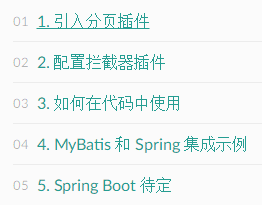 01 1. 引入分页插件
02 2. 配置拦截器插件
03 3. 如何在代码中使用
04 4. MyBatis 和 Spring 集成示例
05 5. Spring Boot 待定